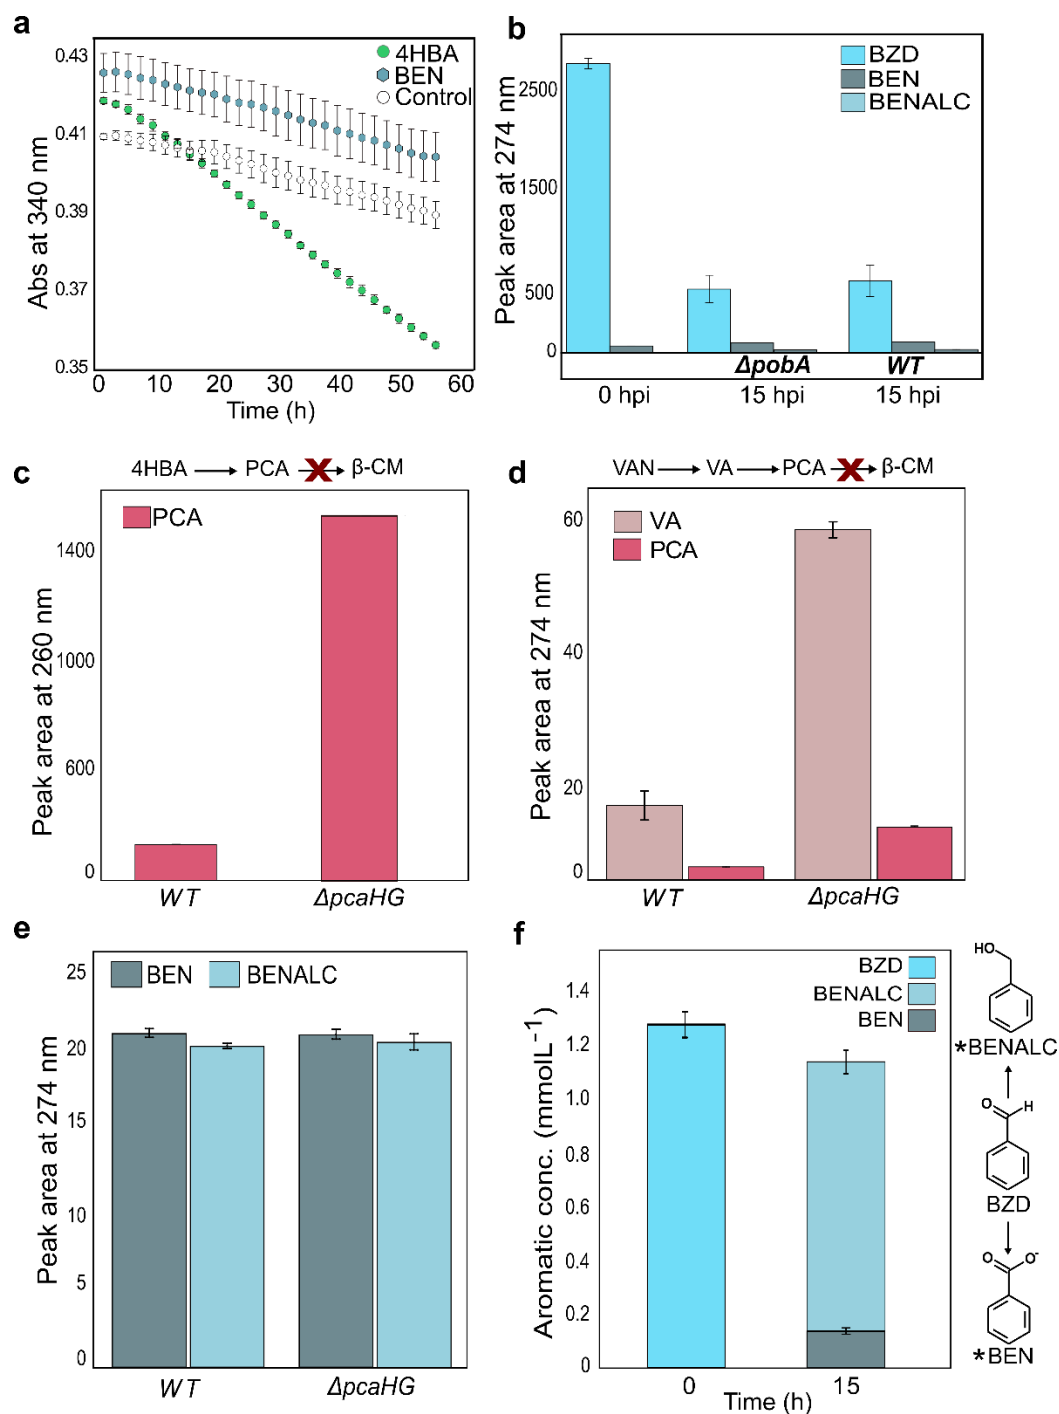 a
4HBA
BEN
Control
0.43
0.41
0.39
0.37
0.35
Abs at 340 nm
0 10 20 30 40 50 60
Time (h)
b
BZD
BEN
BENALC
2500
1500
500
0
Peak area at 274 nm
ΔpobA WT
0 hpi 15 hpi 15 hpi
c
4HBA PCA X β-CM
PCA
1400
1000
600
0
Peak area at 260 nm
WT ΔpcaHG
d
VAN VA PCA X β-CM
VA
PCA
60
40
20
0
Peak area at 274 nm
WT ΔpcaHG
e
BEN BENALC
25
20
15
10
5
0
Peak area at 274 nm
WT ΔpcaHG
f
BZD
BENALC
BEN
1.4
1.2
1.0
0.8
0.6
0.4
0.2
0
Aromatic conc. (mmolL⁻¹)
0 15
Time (h)
HO
*BENALC
O H
BZD
O O⁻
*BEN